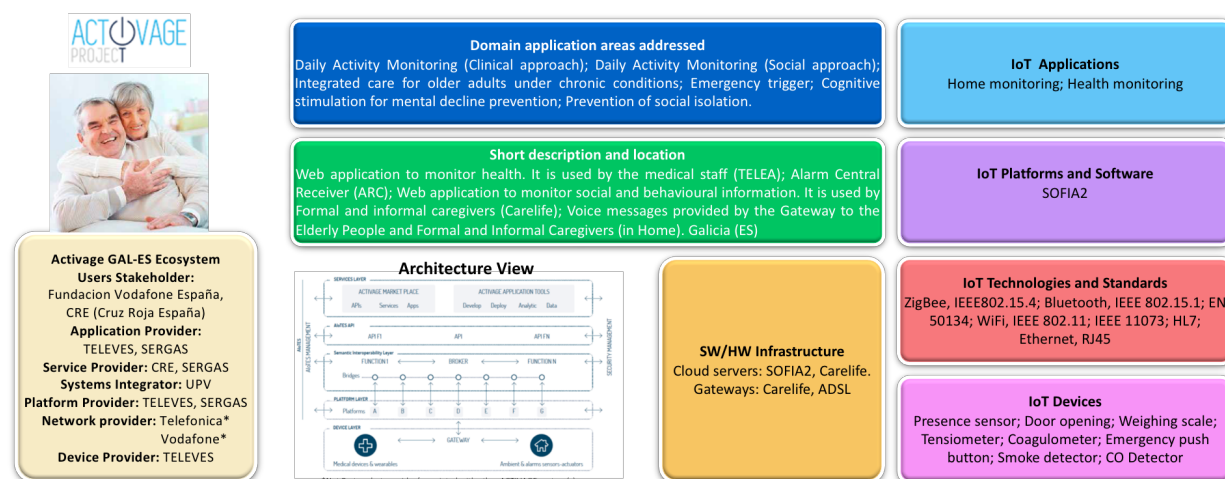 ACTIVAGE
PROJECT
Activage GAL-ES Ecosystem
Users Stakeholder:
Fundacion Vodafone España,
CRE (Cruz Roja España)
Application Provider:
TELEVES, SERGAS
Service Provider: CRE, SERGAS
Systems Integrator: UPV
Platform Provider: TELEVES, SERGAS
Network provider: Telefonica*
Vodafone*
Device Provider: TELEVES
Domain application areas addressed
Daily Activity Monitoring (Clinical approach); Daily Activity Monitoring (Social approach);
Integrated care for older adults under chronic conditions; Emergency trigger; Cognitive
stimulation for mental decline prevention; Prevention of social isolation.
Short description and location
Web application to monitor health. It is used by the medical staff (TELEA); Alarm Central
Receiver (ARC); Web application to monitor social and behavioural information. It is used by
Formal and informal caregivers (Carelife); Voice messages provided by the Gateway to the
Elderly People and Formal and Informal Caregivers (in Home). Galicia (ES)
Architecture View
SERVICES LAYER
ACTIVAGE MARKET PLACE
APIs Services Apps
ACTIVAGE APPLICATION TOOLS
Develop Deploy Analytic Data
AIoTES API
API F1 API API FN
Semantic Interoperability Layer
FUNCTION 1 BROKER FUNCTION N
Bridges
PLATFORM LAYER
Platforms A B C D E F G
DEVICE LAYER
GATEWAY
Medical devices & wearables
Ambient & alarms sensors-actuators
AIoTES
AIoTES MANAGEMENT
SECURITY MANAGEMENT
SW/HW Infrastructure
Cloud servers: SOFIA2, Carelife.
Gateways: Carelife, ADSL
IoT Applications
Home monitoring; Health monitoring
IoT Platforms and Software
SOFIA2
IoT Technologies and Standards
ZigBee, IEEE802.15.4; Bluetooth, IEEE 802.15.1; EN
50134; WiFi, IEEE 802.11; IEEE 11073; HL7;
Ethernet, RJ45
IoT Devices
Presence sensor; Door opening; Weighing scale;
Tensiometer; Coagulometer; Emergency push
button; Smoke detector; CO Detector